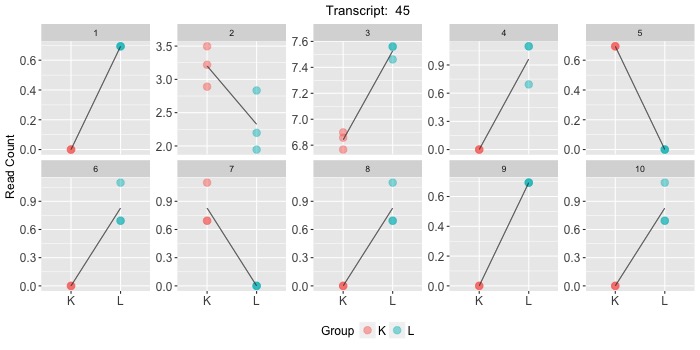 Transcript: 45
Read Count
1 2 3 4 5
0.6 0.4 0.2 0.0
3.5 3.0 2.5 2.0
7.6 7.4 7.2 7.0 6.8
0.9 0.6 0.3 0.0
0.6 0.4 0.2 0.0
6 7 8 9 10
0.9 0.6 0.3 0.0
0.9 0.6 0.3 0.0
0.9 0.6 0.3 0.0
0.6 0.4 0.2 0.0
0.9 0.6 0.3 0.0
K L K L K L K L K L
Group K L